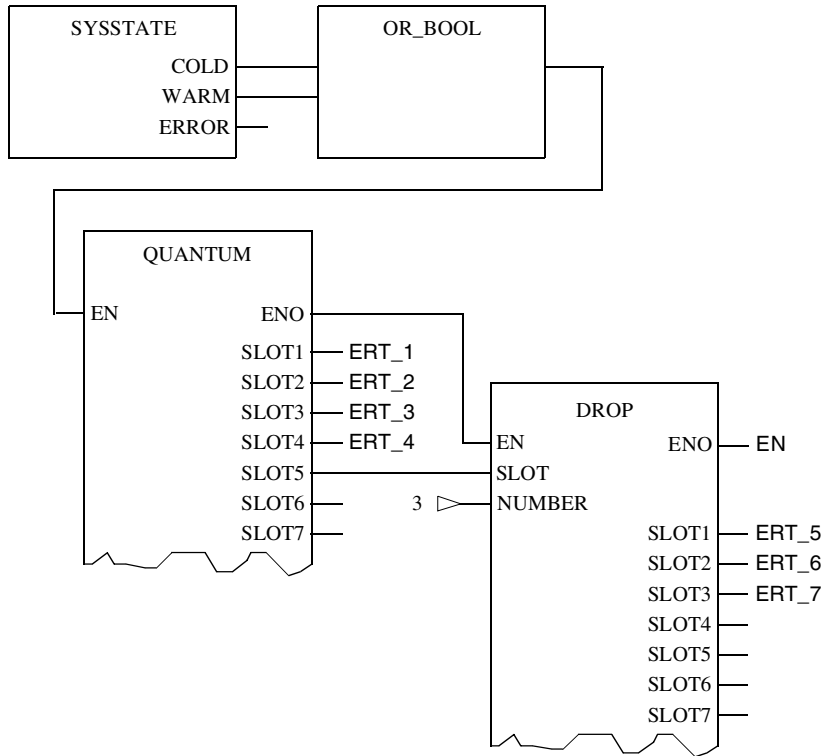 SYSSTATE OR_BOOL
COLD
WARM
ERROR
QUANTUM
EN ENO
SLOT1 ERT_1
SLOT2 ERT_2
SLOT3 ERT_3
SLOT4 ERT_4
SLOT5
SLOT6
SLOT7
DROP
EN ENO EN
SLOT
3 NUMBER
SLOT1 ERT_5
SLOT2 ERT_6
SLOT3 ERT_7
SLOT4
SLOT5
SLOT6
SLOT7